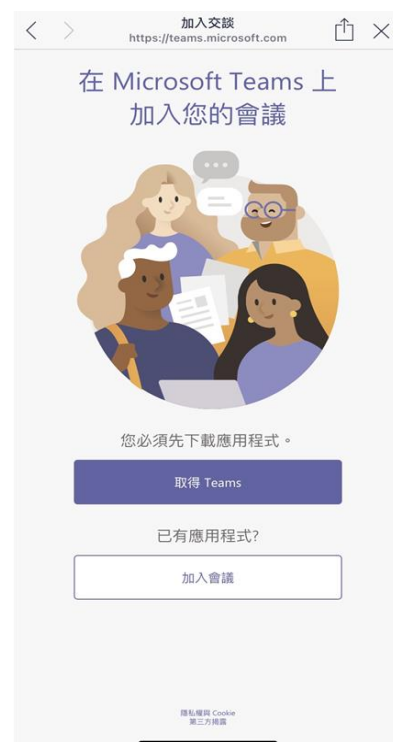 加入交談
https://teams.microsoft.com
在 Microsoft Teams 上
加入您的會議
您必須先下載應用程式。
取得 Teams
已有應用程式?
加入會議
隱私權與 Cookie
第三方揭露